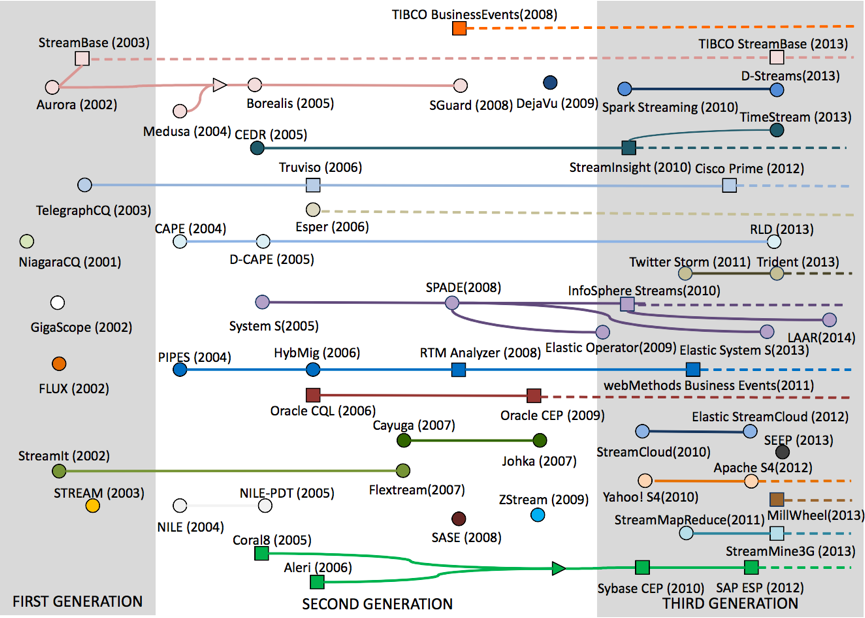 TIBCO BusinessEvents(2008)
StreamBase (2003)
TIBCO StreamBase (2013)
D-Streams(2013)
Aurora (2002)
Borealis (2005)
SGuard (2008)
DejaVu (2009)
Spark Streaming (2010)
TimeStream (2013)
Medusa (2004)
CEDR (2005)
Truviso (2006)
StreamInsight (2010)
Cisco Prime (2012)
TelegraphCQ (2003)
Esper (2006)
CAPE (2004)
RLD (2013)
NiagaraCQ (2001)
D-CAPE (2005)
Twitter Storm (2011)
Trident (2013)
SPADE(2008)
InfoSphere Streams(2010)
GigaScope (2002)
System S(2005)
LAAR(2014)
Elastic Operator(2009)
Elastic System S(2013)
PIPES (2004)
HybMig (2006)
RTM Analyzer (2008)
FLUX (2002)
webMethods Business Events(2011)
Oracle CQL (2006)
Oracle CEP (2009)
Elastic StreamCloud (2012)
Cayuga (2007)
SEEP (2013)
StreamIt (2002)
Johka (2007)
StreamCloud(2010)
Apache S4(2012)
STREAM (2003)
NILE-PDT (2005)
Flextream(2007)
ZStream (2009)
Yahoo! S4(2010)
MillWheel(2013)
NILE (2004)
StreamMapReduce(2011)
Coral8 (2005)
SASE (2008)
StreamMine3G (2013)
Aleri (2006)
Sybase CEP (2010)
SAP ESP (2012)
FIRST GENERATION
SECOND GENERATION
THIRD GENERATION